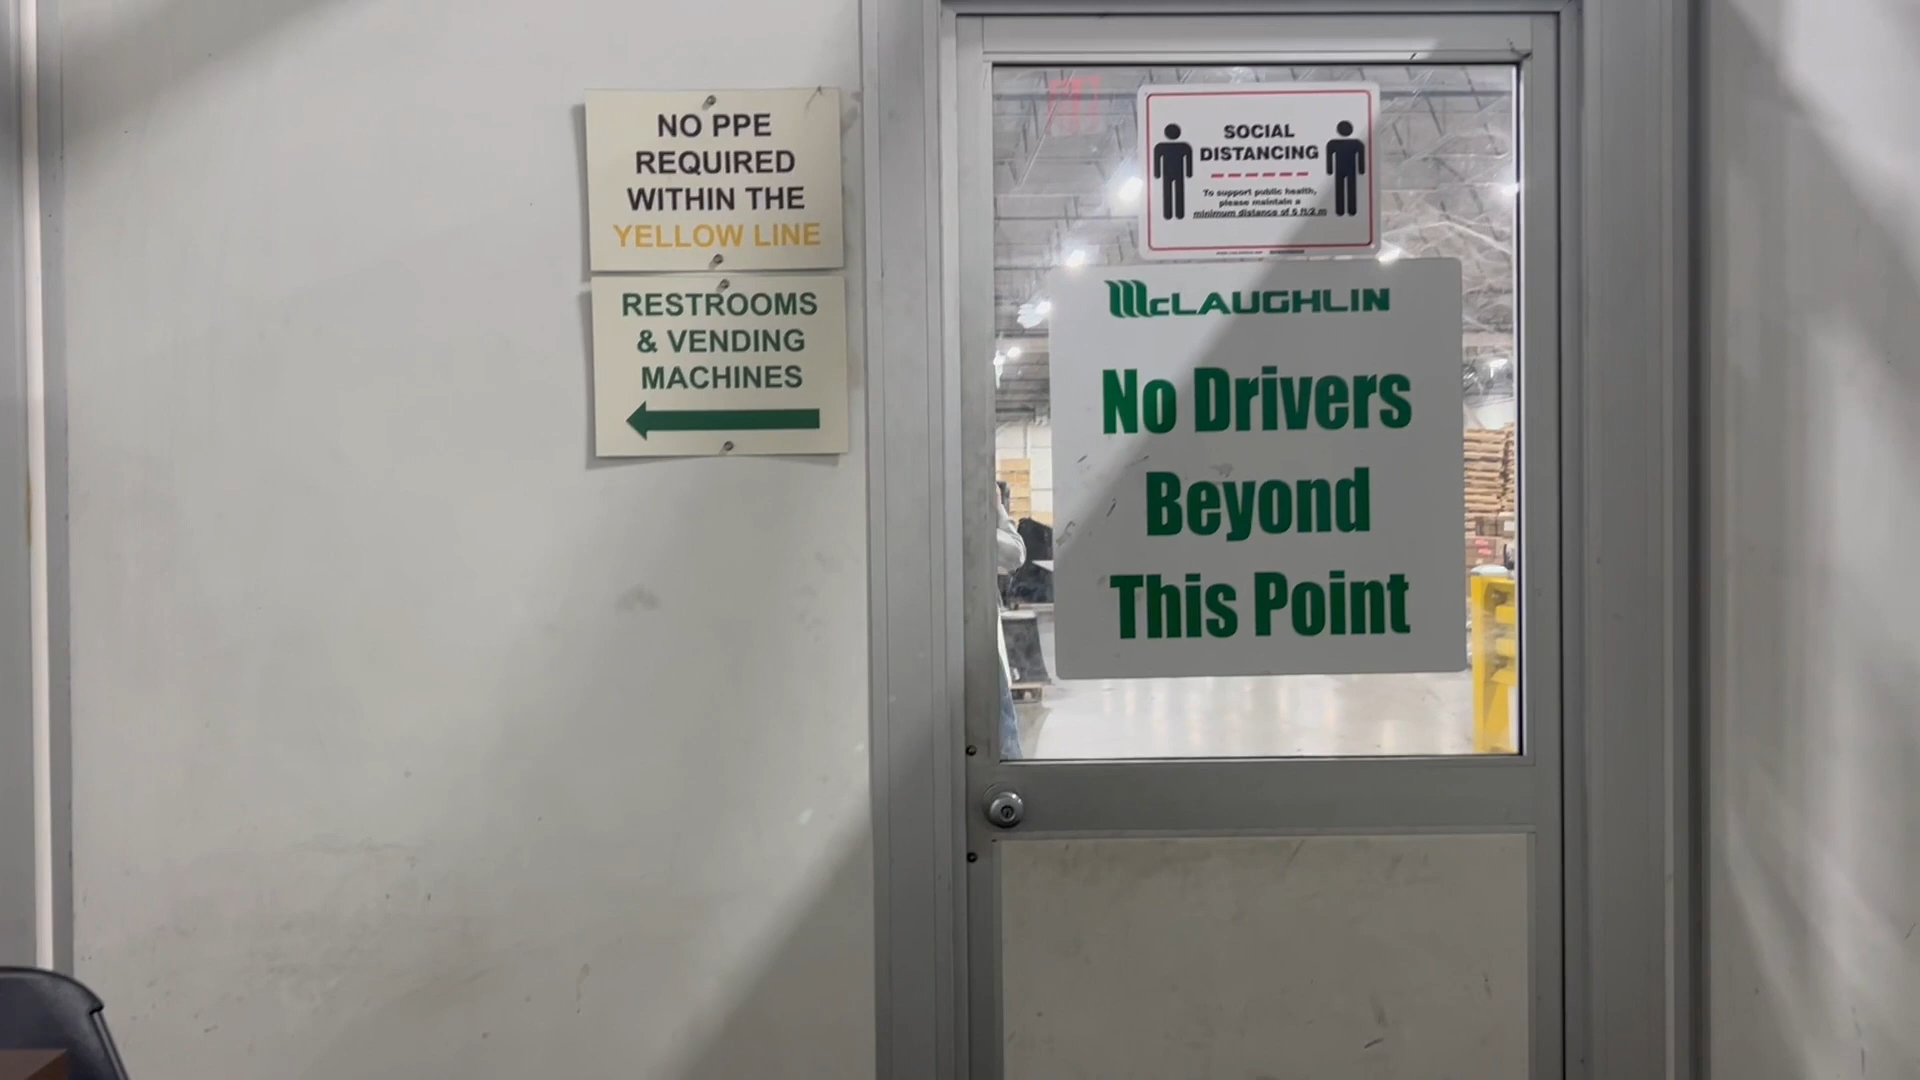 NO PPE
REQUIRED
WITHIN THE
YELLOW LINE
RESTROOMS
& VENDING
MACHINES
SOCIAL
DISTANCING
To support public health,
please maintain a
minimum distance of 6 ft/2 m
McLAUGHLIN
No Drivers
Beyond
This Point